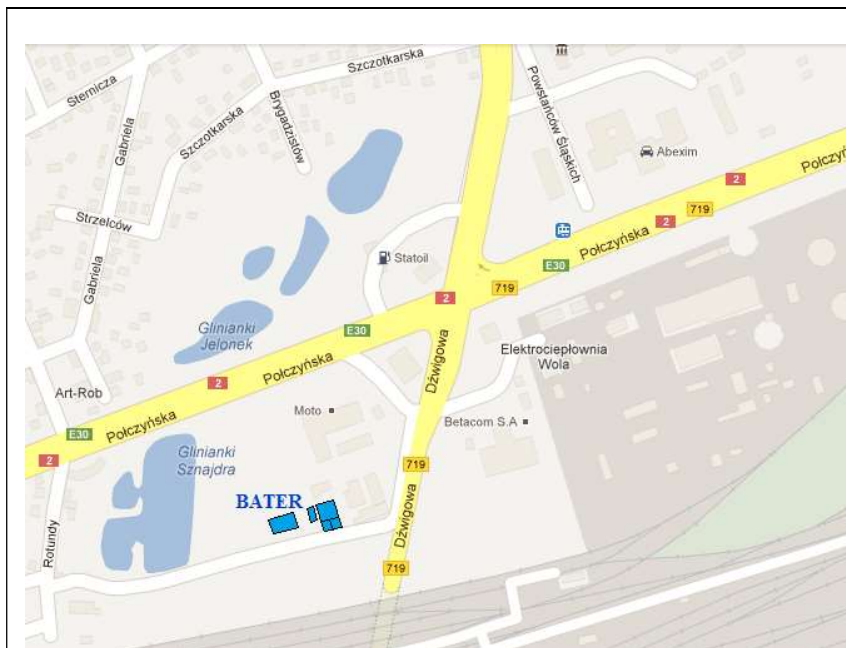 Szczotkarska
Sternicza
Brygadzistów
Powstańców Śląskich
Gabriela
Szczotkarska
Abexim
Połczyńska
2
719
2
Strzelców
Połczyńska
Statoil
E30
719
2
Gabriela
Glinianki
Jelonek
E30
Dźwigowa
Elektrociepłownia
Wola
Połczyńska
2
Art-Rob
Moto
Betacom S.A
Połczyńska
E30
2
Glinianki
Sznajdra
719
BATER
Dźwigowa
Rotundy
719